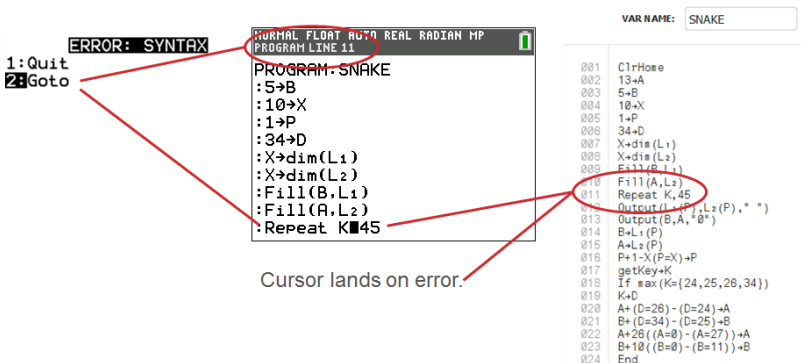 ERROR: SYNTAX
1:Quit
2:Goto
NORMAL FLOAT AUTO REAL RADIAN MP
PROGRAM LINE 11
PROGRAM:SNAKE
:5→B
:10→X
:1→P
:34→D
:X→dim(L₁)
:X→dim(L₂)
:Fill(B,L₁)
:Fill(A,L₂)
:Repeat K■45
Cursor lands on error.
VAR NAME: SNAKE
001 ClrHome
002 13→A
003 5→B
004 10→X
005 1→P
006 34→D
007 X→dim(L₁)
008 X→dim(L₂)
009 Fill(B,L₁)
010 Fill(A,L₂)
011 Repeat K,45
012 Output(L₁(P),L₂(P)," ")
013 Output(B,A,"0")
014 B→L₁(P)
015 A→L₂(P)
016 P+1-X(P=X)→P
017 getKey→K
018 If max(K={24,25,26,34})
019 K→D
020 A+(D=26)-(D=24)→A
021 B+(D=34)-(D=25)→B
022 A+26((A=0)-(A=27))→A
023 B+10((B=0)-(B=11))→B
024 End